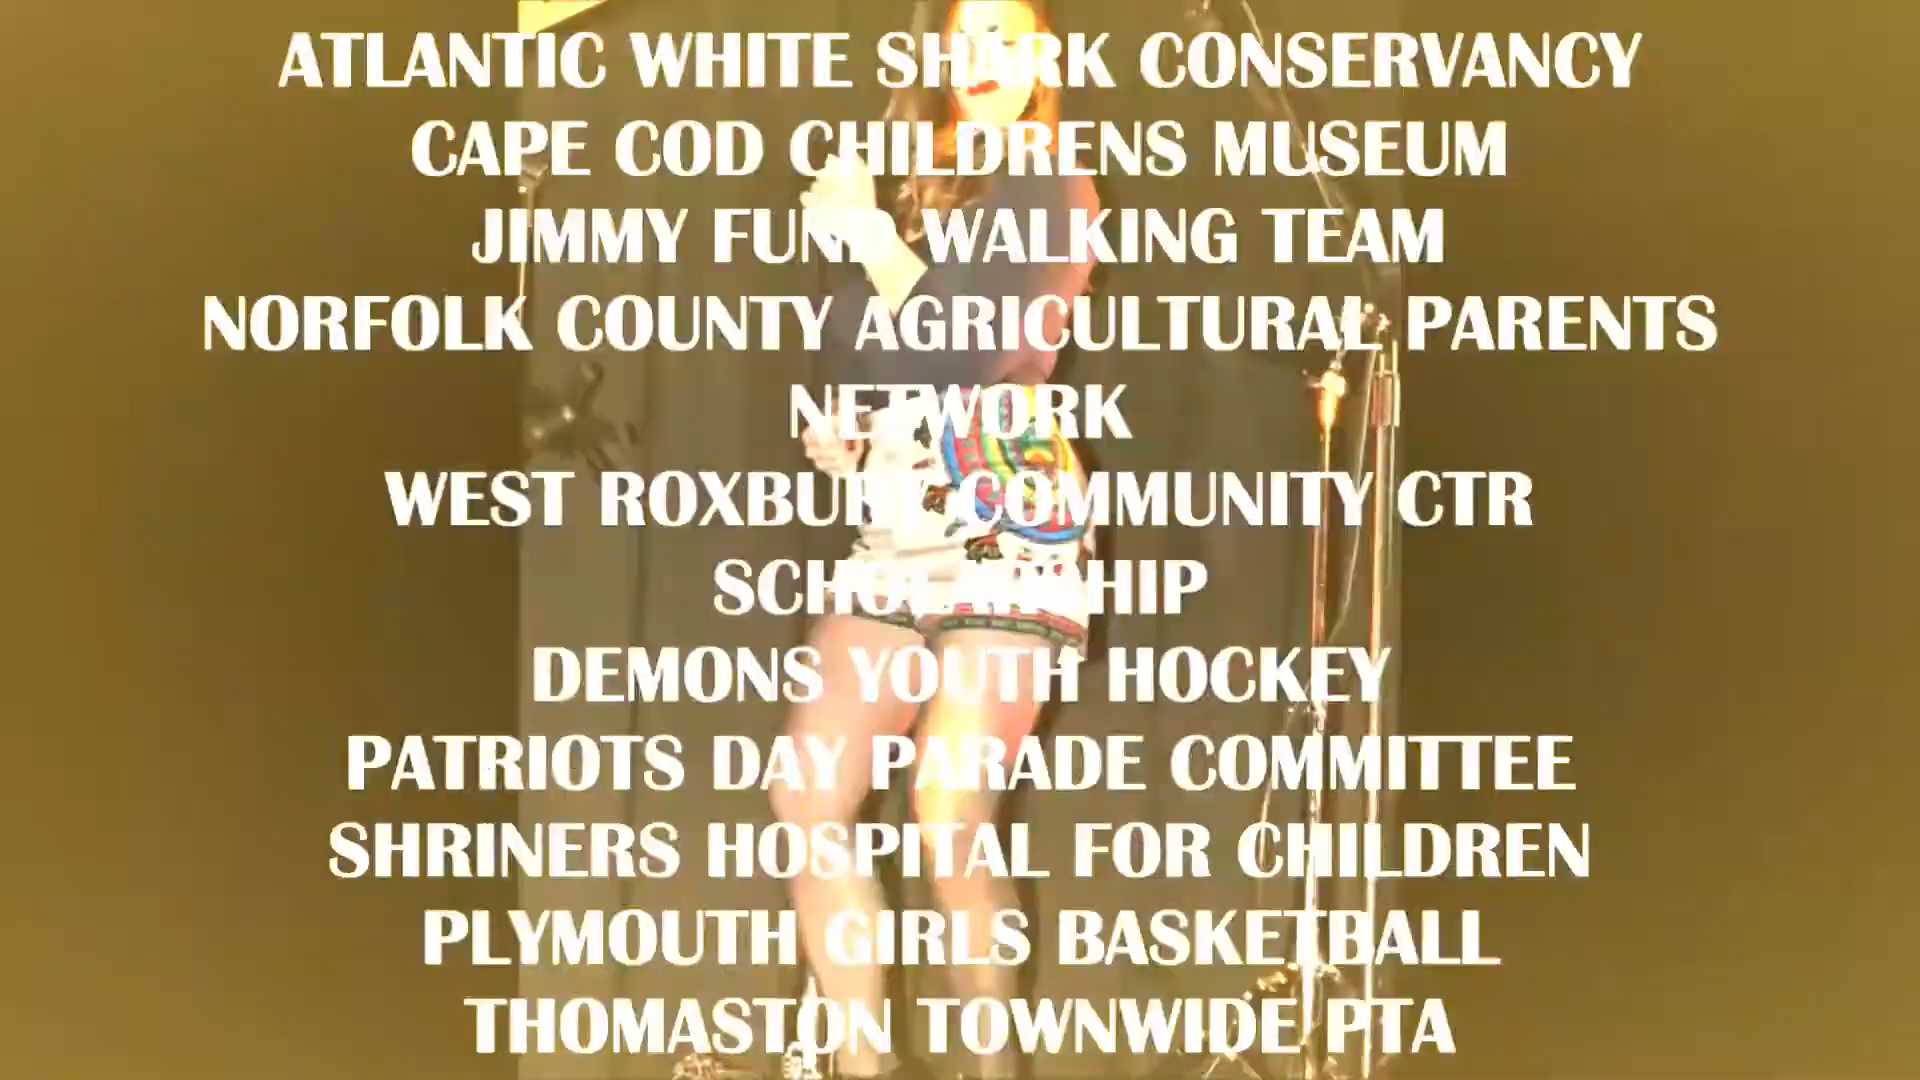 ATLANTIC WHITE SHARK CONSERVANCY
CAPE COD CHILDRENS MUSEUM
JIMMY FUND WALKING TEAM
NORFOLK COUNTY AGRICULTURAL PARENTS
NETWORK
WEST ROXBURY COMMUNITY CTR
SCHOLARSHIP
DEMONS YOUTH HOCKEY
PATRIOTS DAY PARADE COMMITTEE
SHRINERS HOSPITAL FOR CHILDREN
PLYMOUTH GIRLS BASKETBALL
THOMASTON TOWNWIDE PTA